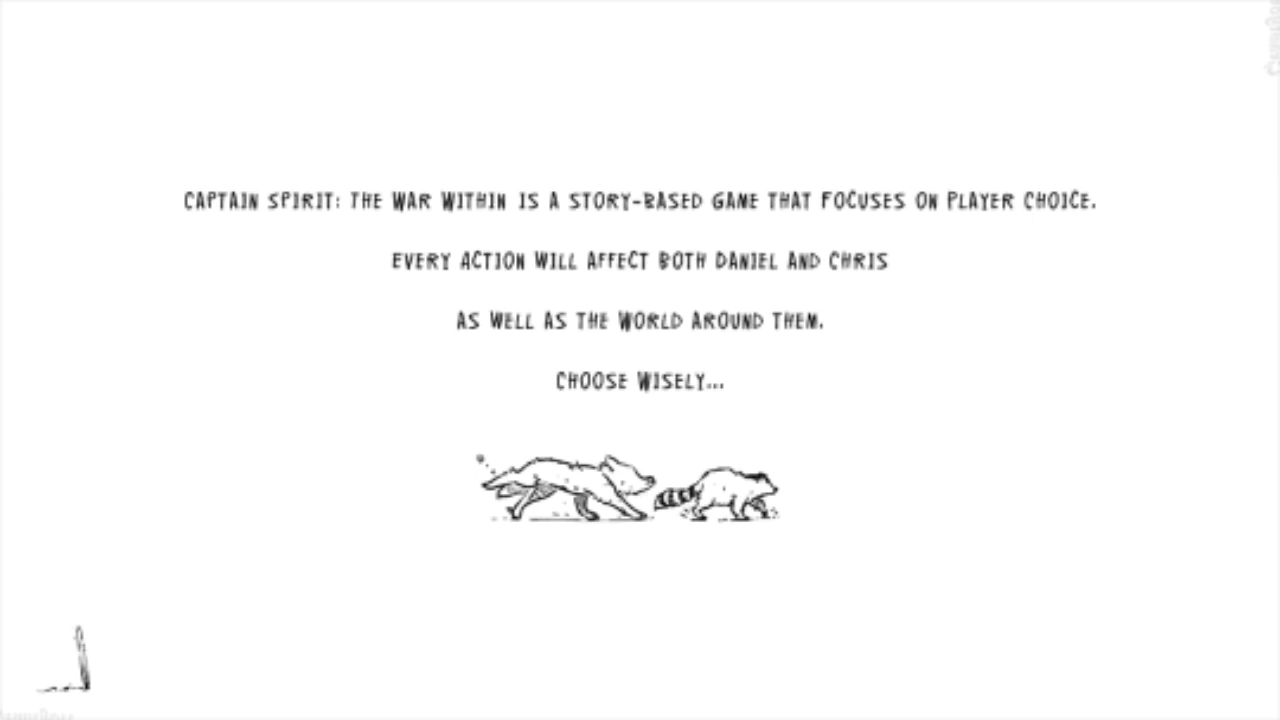 CAPTAIN SPIRIT: THE WAR WITHIN IS A STORY-BASED GAME THAT FOCUSES ON PLAYER CHOICE.
EVERY ACTION WILL AFFECT BOTH DANIEL AND CHRIS
AS WELL AS THE WORLD AROUND THEM.
CHOOSE WISELY...